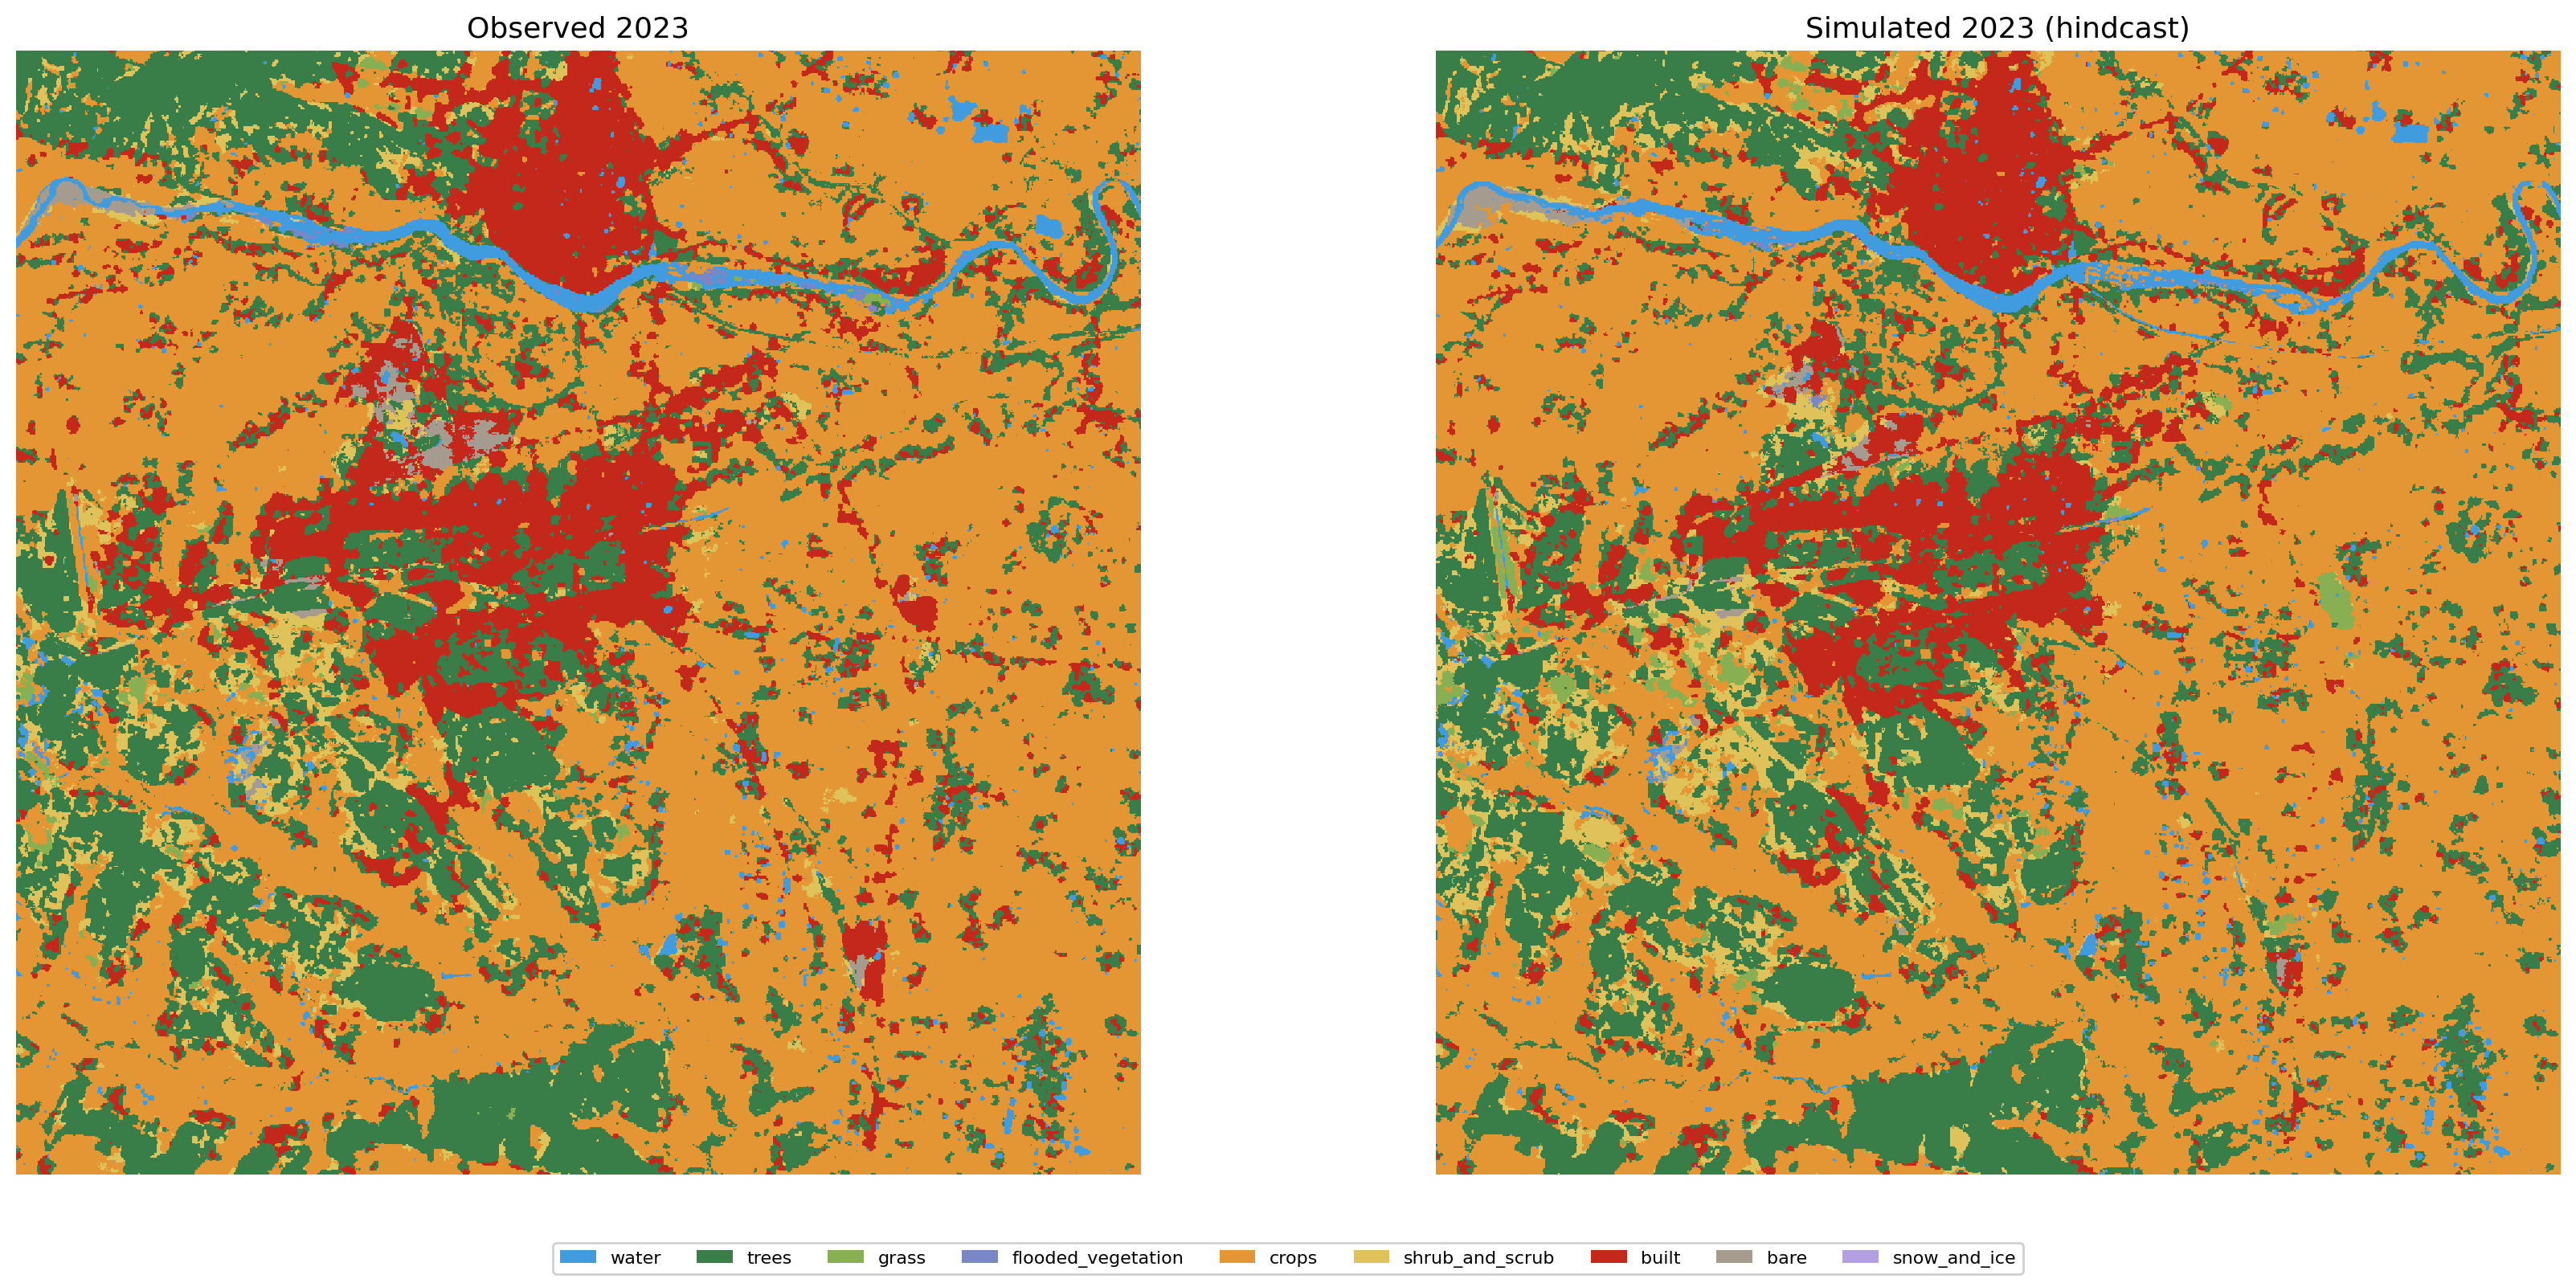 Observed 2023
Simulated 2023 (hindcast)
water trees grass flooded_vegetation crops shrub_and_scrub built bare snow_and_ice